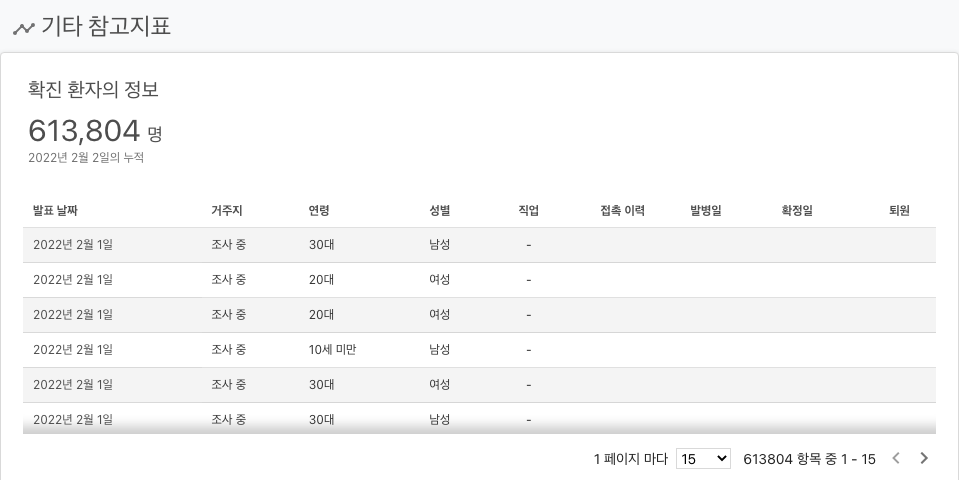 기타 참고지표
확진 환자의 정보
613,804 명
2022년 2월 2일의 누적
발표 날짜 거주지 연령 성별 직업 접촉 이력 발병일 확정일 퇴원
2022년 2월 1일 조사 중 30대 남성 -
2022년 2월 1일 조사 중 20대 여성 -
2022년 2월 1일 조사 중 20대 여성 -
2022년 2월 1일 조사 중 10세 미만 남성 -
2022년 2월 1일 조사 중 30대 여성 -
2022년 2월 1일 조사 중 30대 남성 -
1 페이지 마다 15 613804 항목 중 1 - 15